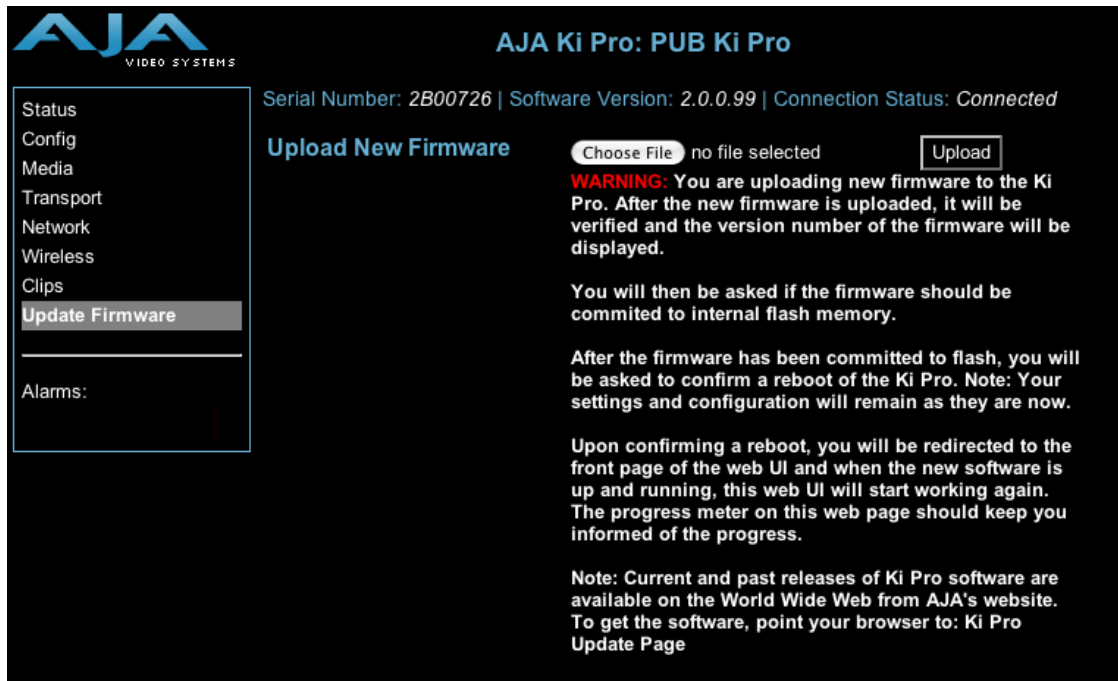 AJA
VIDEO SYSTEMS
AJA Ki Pro: PUB Ki Pro
Status
Config
Media
Transport
Network
Wireless
Clips
Update Firmware
Alarms:
Serial Number: 2B00726 | Software Version: 2.0.0.99 | Connection Status: Connected
Upload New Firmware
Choose File no file selected
Upload
WARNING: You are uploading new firmware to the Ki
Pro. After the new firmware is uploaded, it will be
verified and the version number of the firmware will be
displayed.
You will then be asked if the firmware should be
commited to internal flash memory.
After the firmware has been committed to flash, you will
be asked to confirm a reboot of the Ki Pro. Note: Your
settings and configuration will remain as they are now.
Upon confirming a reboot, you will be redirected to the
front page of the web UI and when the new software is
up and running, this web UI will start working again.
The progress meter on this web page should keep you
informed of the progress.
Note: Current and past releases of Ki Pro software are
available on the World Wide Web from AJA's website.
To get the software, point your browser to: Ki Pro
Update Page